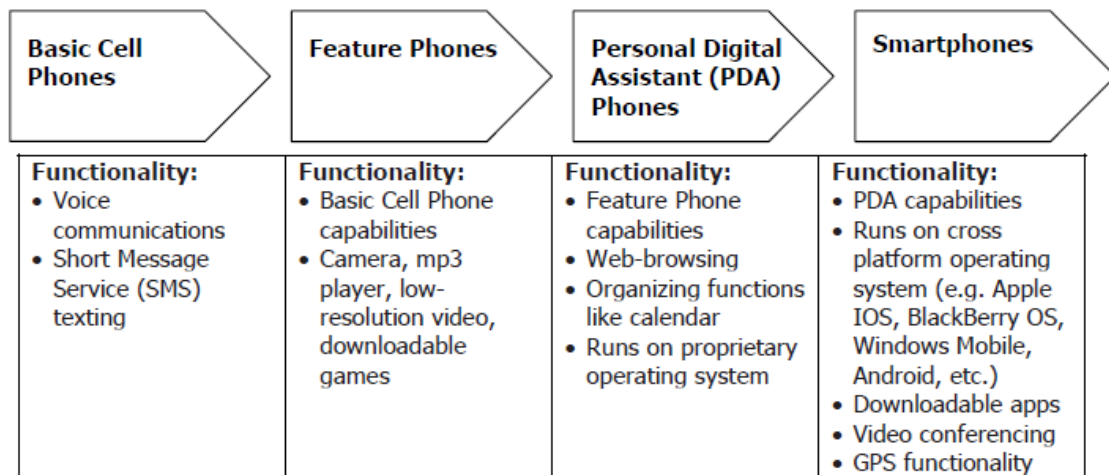 Basic Cell
Phones
Feature Phones
Personal Digital
Assistant (PDA)
Phones
Smartphones
Functionality:
• Voice
communications
• Short Message
Service (SMS)
texting
Functionality:
• Basic Cell Phone
capabilities
• Camera, mp3
player, low-
resolution video,
downloadable
games
Functionality:
• Feature Phone
capabilities
• Web-browsing
• Organizing functions
like calendar
• Runs on proprietary
operating system
Functionality:
• PDA capabilities
• Runs on cross
platform operating
system (e.g. Apple
IOS, BlackBerry OS,
Windows Mobile,
Android, etc.)
• Downloadable apps
• Video conferencing
• GPS functionality